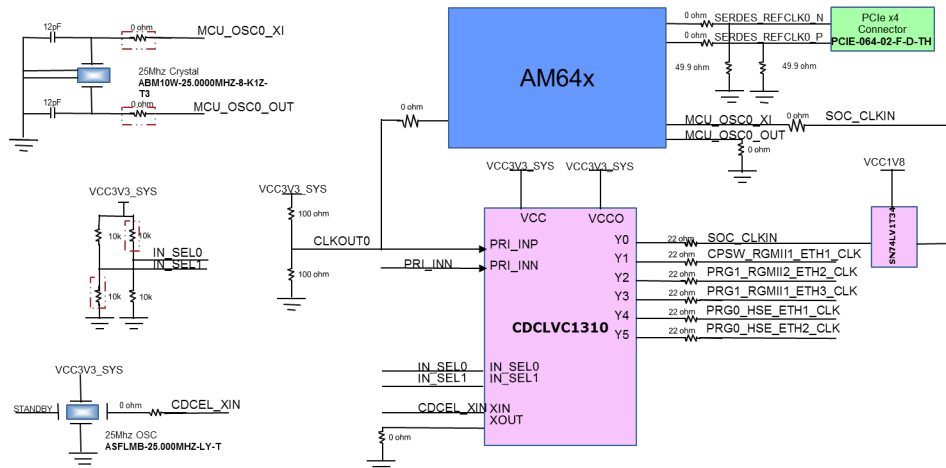 12pF
0 ohm
MCU_OSC0_XI
25Mhz Crystal
ABM10W-25.0000MHZ-8-K1Z-
T3
12pF
0 ohm
MCU_OSC0_OUT
AM64x
0 ohm
SERDES_REFCLK0_N
0 ohm
SERDES_REFCLK0_P
PCIe x4
Connector
PCIE-064-02-F-D-TH
49.9 ohm
49.9 ohm
0 ohm
MCU_OSC0_XI
MCU_OSC0_OUT
0 ohm
0 ohm
SOC_CLKIN
VCC1V8
SN74LV1T34
VCC3V3_SYS
10k
10k
IN_SEL0
IN_SEL1
10k
10k
VCC3V3_SYS
100 ohm
CLKOUT0
100 ohm
PRI_INN
VCC3V3_SYS
VCC3V3_SYS
VCC
VCCO
PRI_INP
PRI_INN
CDCLVC1310
Y0
22 ohm
SOC_CLKIN
Y1
22 ohm
CPSW_RGMII1_ETH1_CLK
Y2
22 ohm
PRG1_RGMII2_ETH2_CLK
Y3
22 ohm
PRG1_RGMII1_ETH3_CLK
Y4
22 ohm
PRG0_HSE_ETH1_CLK
Y5
22 ohm
PRG0_HSE_ETH2_CLK
IN_SEL0
IN_SEL0
IN_SEL1
IN_SEL1
CDCEL_XIN
XIN
XOUT
0 ohm
VCC3V3_SYS
STANDBY
0 ohm
CDCEL_XIN
25Mhz OSC
ASFLMB-25.000MHZ-LY-T